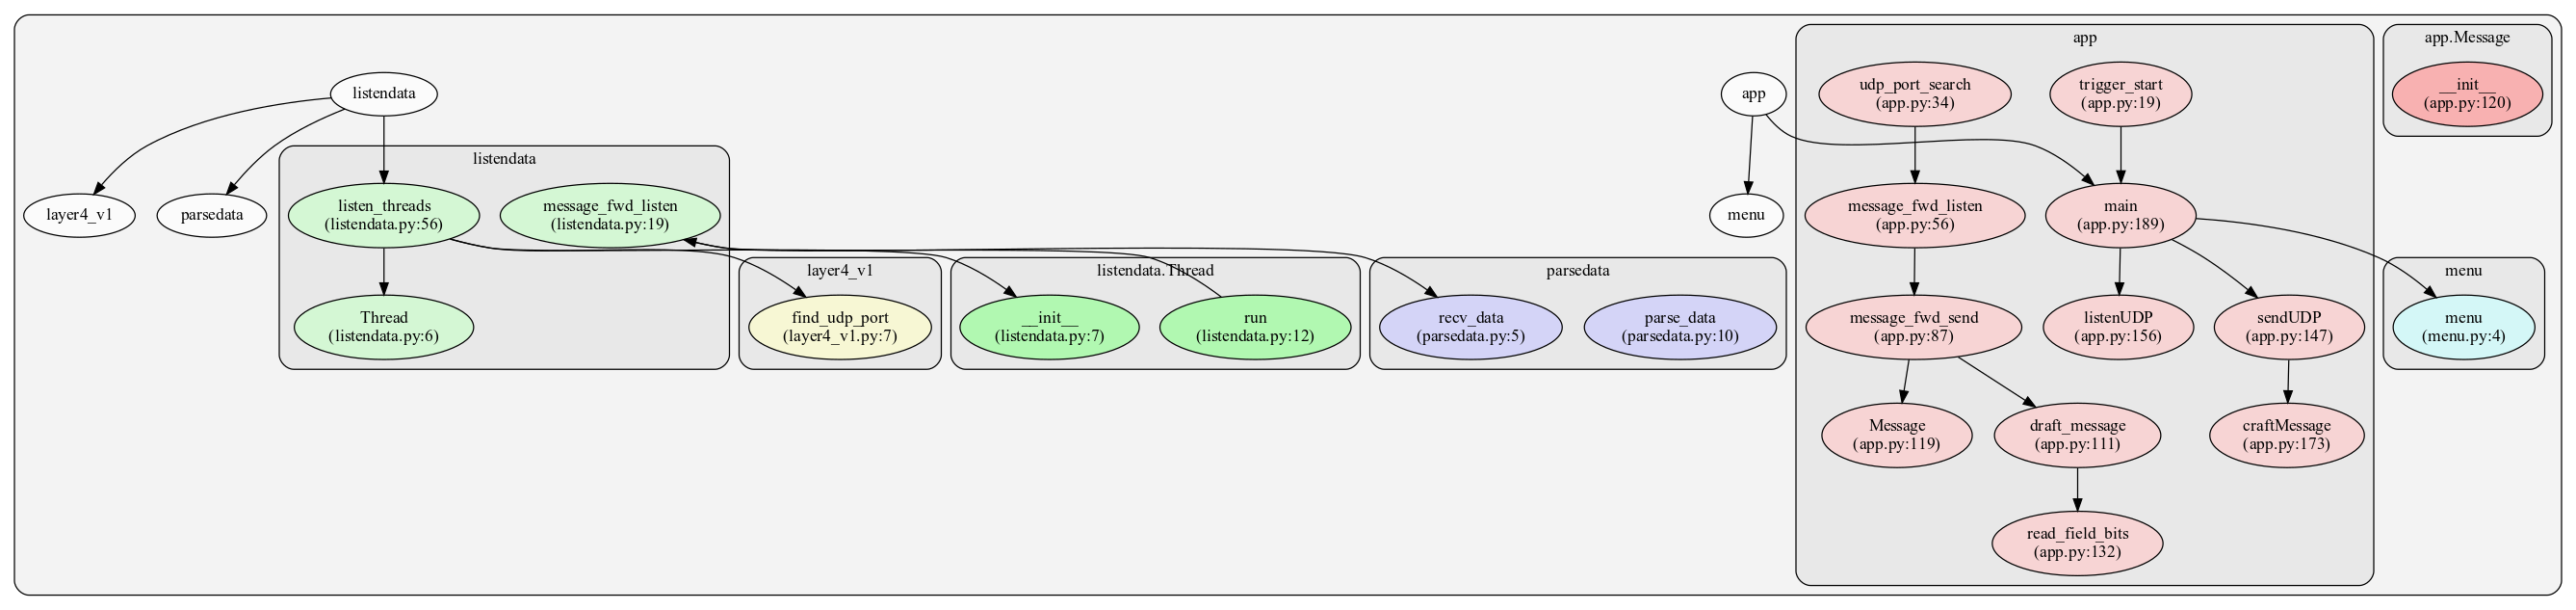 app
app.Message
listendata
app
udp_port_search
(app.py:34)
trigger_start
(app.py:19)
__init__
(app.py:120)
listendata
layer4_v1
parsedata
listen_threads
(listendata.py:56)
message_fwd_listen
(listendata.py:19)
menu
message_fwd_listen
(app.py:56)
main
(app.py:189)
layer4_v1
listendata.Thread
parsedata
menu
Thread
(listendata.py:6)
find_udp_port
(layer4_v1.py:7)
__init__
(listendata.py:7)
run
(listendata.py:12)
recv_data
(parsedata.py:5)
parse_data
(parsedata.py:10)
message_fwd_send
(app.py:87)
listenUDP
(app.py:156)
sendUDP
(app.py:147)
menu
(menu.py:4)
Message
(app.py:119)
draft_message
(app.py:111)
craftMessage
(app.py:173)
read_field_bits
(app.py:132)